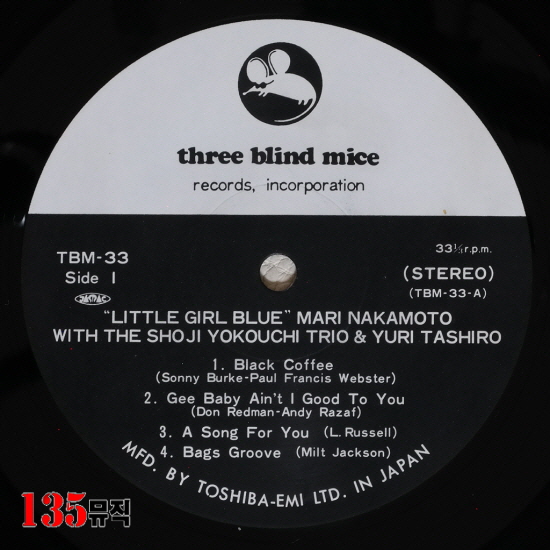 three blind mice
records, incorporation
TBM-33
33 1/3 r.p.m.
Side 1
(STEREO)
(TBM-33-A)
"LITTLE GIRL BLUE" MARI NAKAMOTO
WITH THE SHOJI YOKOUCHI TRIO & YURI TASHIRO
1. Black Coffee
(Sonny Burke-Paul Francis Webster)
2. Gee Baby Ain't I Good To You
(Don Redman-Andy Razaf)
3. A Song For You (L. Russell)
4. Bags Groove (Milt Jackson)
MFD. BY TOSHIBA-EMI LTD. IN JAPAN
135뮤직